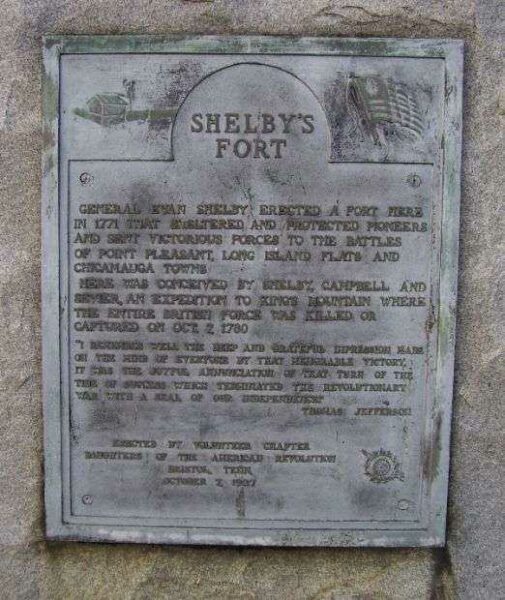 SHELBY'S
FORT
GENERAL EVAN SHELBY ERECTED A FORT HERE
IN 1771 THAT SHELTERED AND PROTECTED PIONEERS
AND SENT VICTORIOUS FORCES TO THE BATTLES
OF POINT PLEASANT, LONG ISLAND FLATS AND
CHICAMAUGA TOWNS
HERE WAS CONCEIVED BY SHELBY, CAMPBELL AND
SEVIER, AN EXPEDITION TO KING'S MOUNTAIN WHERE
THE ENTIRE BRITISH FORCE WAS KILLED OR
CAPTURED ON OCT. 7, 1780
"I REMEMBER WELL THE DEEP AND GRATEFUL IMPRESSION MADE
ON THE MIND OF EVERYONE BY THAT MEMORABLE VICTORY.
IT WAS THE JOYFUL ANNUNCIATION OF THAT TURN OF THE
TIDE OF SUCCESS WHICH TERMINATED THE REVOLUTIONARY
WAR WITH A SEAL OF OUR INDEPENDENCE"
THOMAS JEFFERSON
ERECTED BY VOLUNTEER CHAPTER
DAUGHTERS OF THE AMERICAN REVOLUTION
BRISTOL, TENN.
OCTOBER 7, 1927